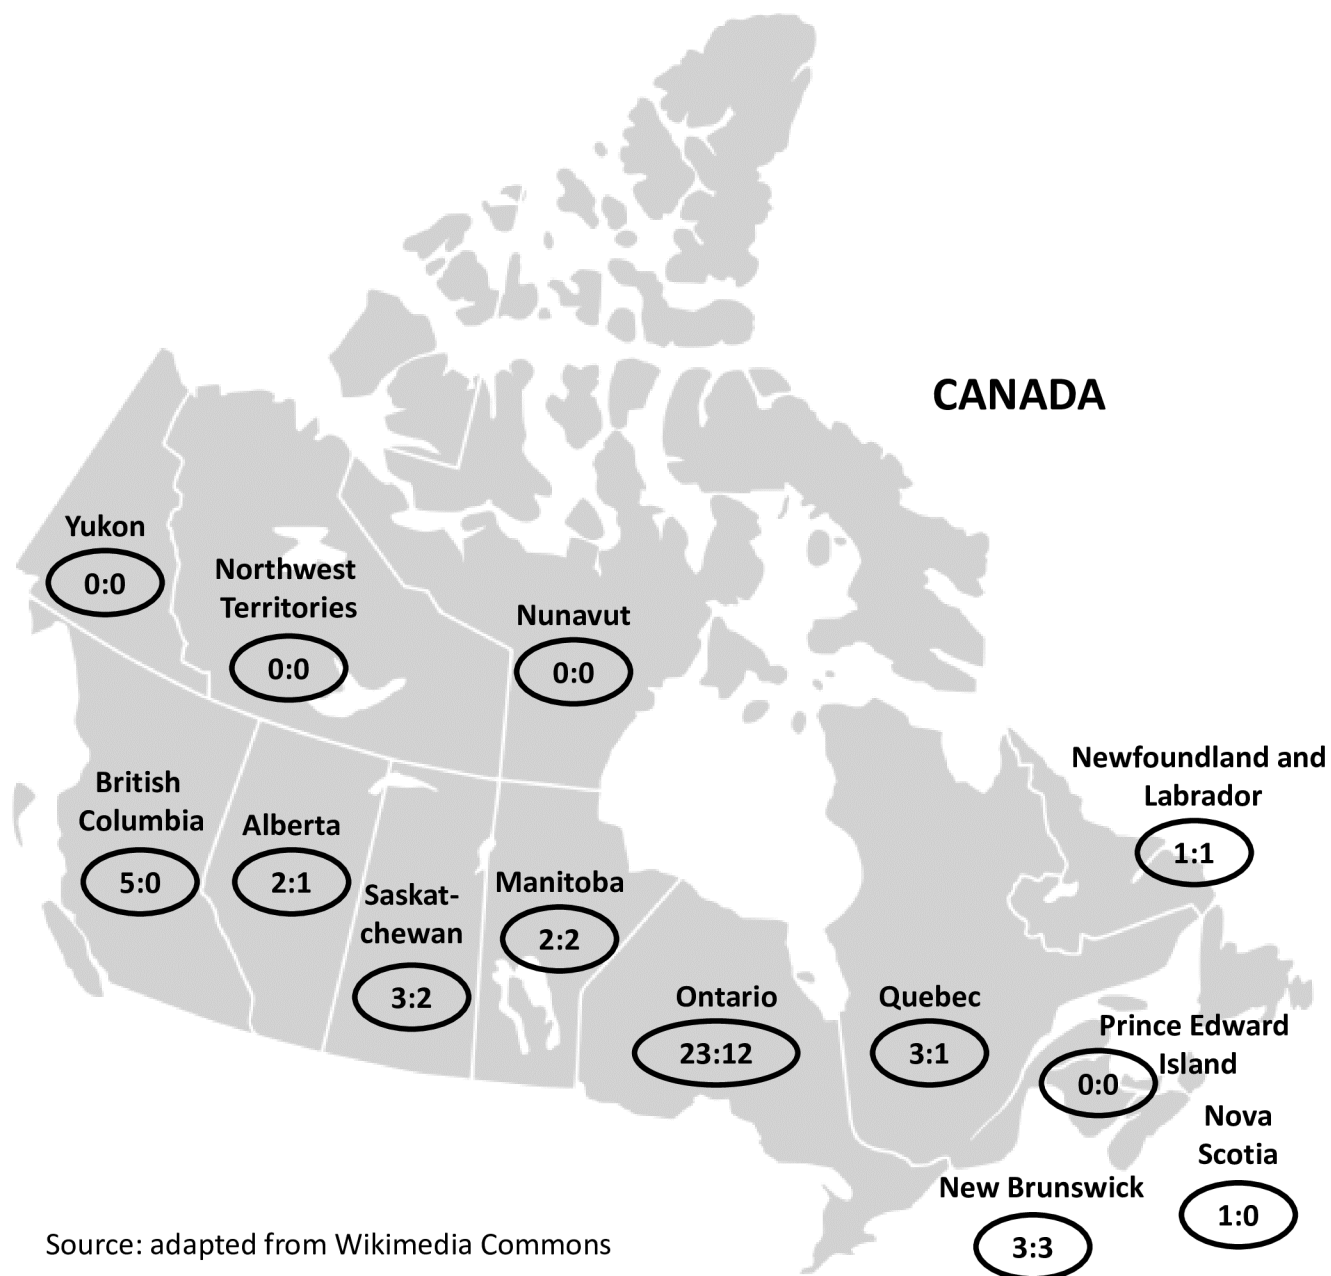 CANADA
Yukon
0:0
Northwest
Territories
0:0
Nunavut
0:0
British
Columbia
5:0
Alberta
2:1
Saskat-
chewan
3:2
Manitoba
2:2
Ontario
23:12
Quebec
3:1
Newfoundland and
Labrador
1:1
Prince Edward
Island
0:0
Nova
Scotia
1:0
New Brunswick
3:3
Source: adapted from Wikimedia Commons